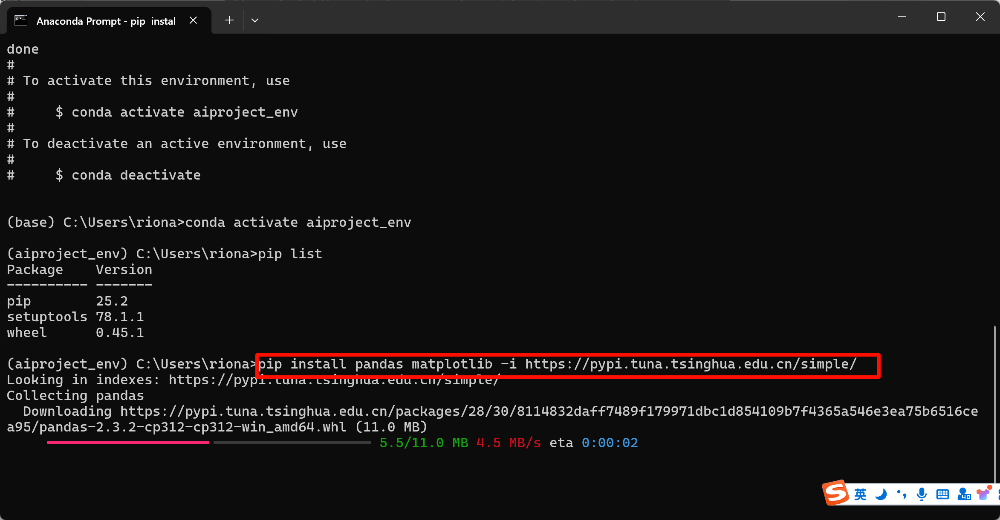 Anaconda Prompt - pip  instal
done
#
# To activate this environment, use
#
#     $ conda activate aiproject_env
#
# To deactivate an active environment, use
#
#     $ conda deactivate
(base) C:\Users\riona>conda activate aiproject_env
(aiproject_env) C:\Users\riona>pip list
Package    Version
---------- -------
pip        25.2
setuptools 78.1.1
wheel      0.45.1
(aiproject_env) C:\Users\riona>pip install pandas matplotlib -i https://pypi.tuna.tsinghua.edu.cn/simple/
Looking in indexes: https://pypi.tuna.tsinghua.edu.cn/simple/
Collecting pandas
  Downloading https://pypi.tuna.tsinghua.edu.cn/packages/28/30/8114832daff7489f179971dbc1d854109b7f4365a546e3ea75b6516ce
a95/pandas-2.3.2-cp312-cp312-win_amd64.whl (11.0 MB)
5.5/11.0 MB 4.5 MB/s eta 0:00:02
英